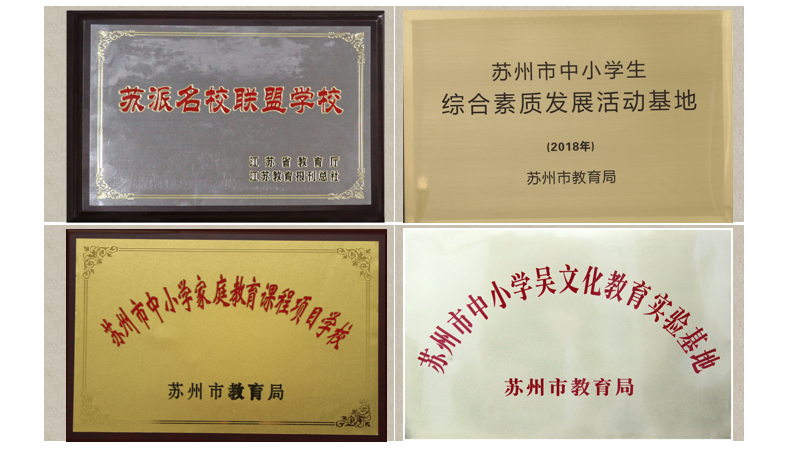 苏派名校联盟学校
江苏省教育厅
江苏教育报刊总社
苏州市中小学生
综合素质发展活动基地
(2018年)
苏州市教育局
苏州市中小学家庭教育课程项目学校
苏州市教育局
苏州市中小学吴文化教育实验基地
苏州市教育局